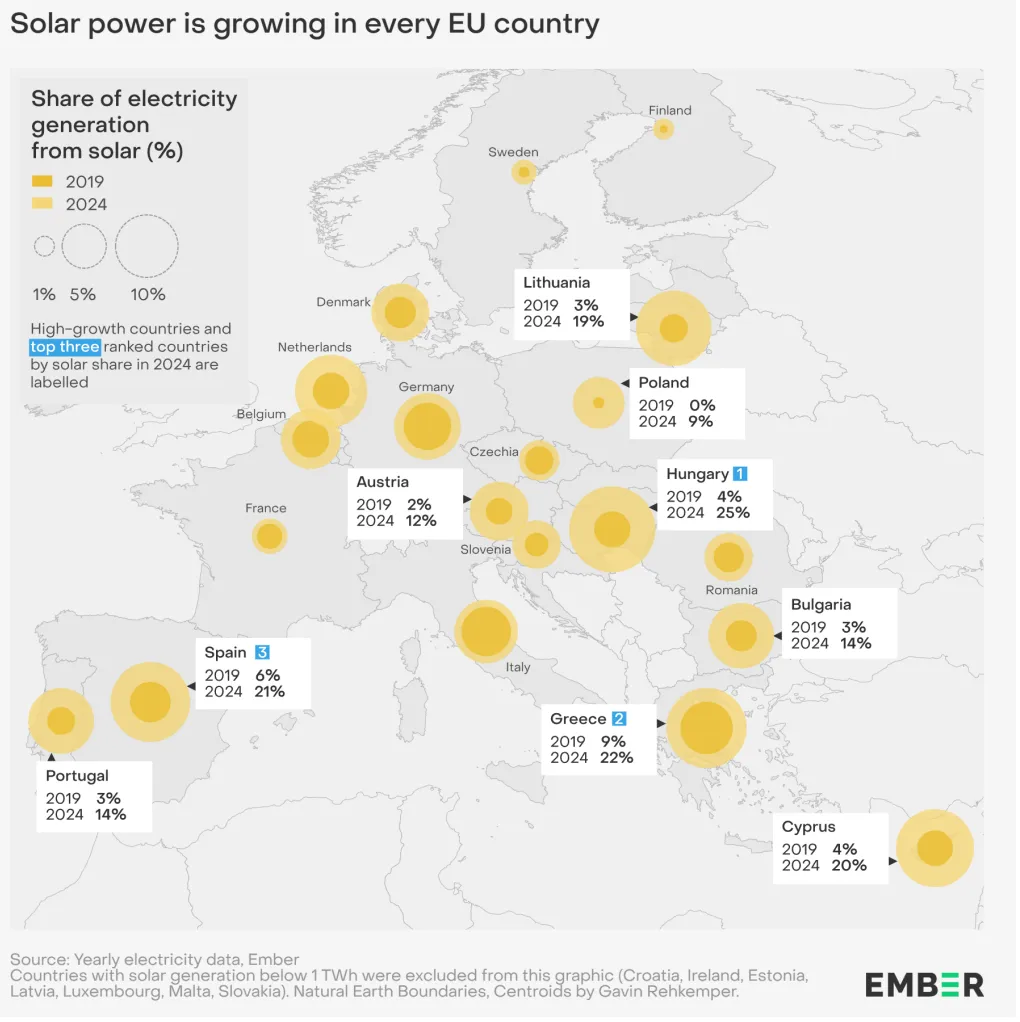 Solar power is growing in every EU country
Share of electricity
generation
from solar (%)
2019
2024
1% 5% 10%
High-growth countries and
top three ranked countries
by solar share in 2024 are
labelled
Finland
Sweden
Lithuania
2019 3%
2024 19%
Denmark
Netherlands
Germany
Poland
2019 0%
2024 9%
Belgium
Czechia
Austria
2019 2%
2024 12%
Hungary 1
2019 4%
2024 25%
France
Slovenia
Romania
Bulgaria
2019 3%
2024 14%
Spain 3
2019 6%
2024 21%
Italy
Greece 2
2019 9%
2024 22%
Portugal
2019 3%
2024 14%
Cyprus
2019 4%
2024 20%
Source: Yearly electricity data, Ember
Countries with solar generation below 1 TWh were excluded from this graphic (Croatia, Ireland, Estonia,
Latvia, Luxembourg, Malta, Slovakia). Natural Earth Boundaries, Centroids by Gavin Rehkemper.
EMBER